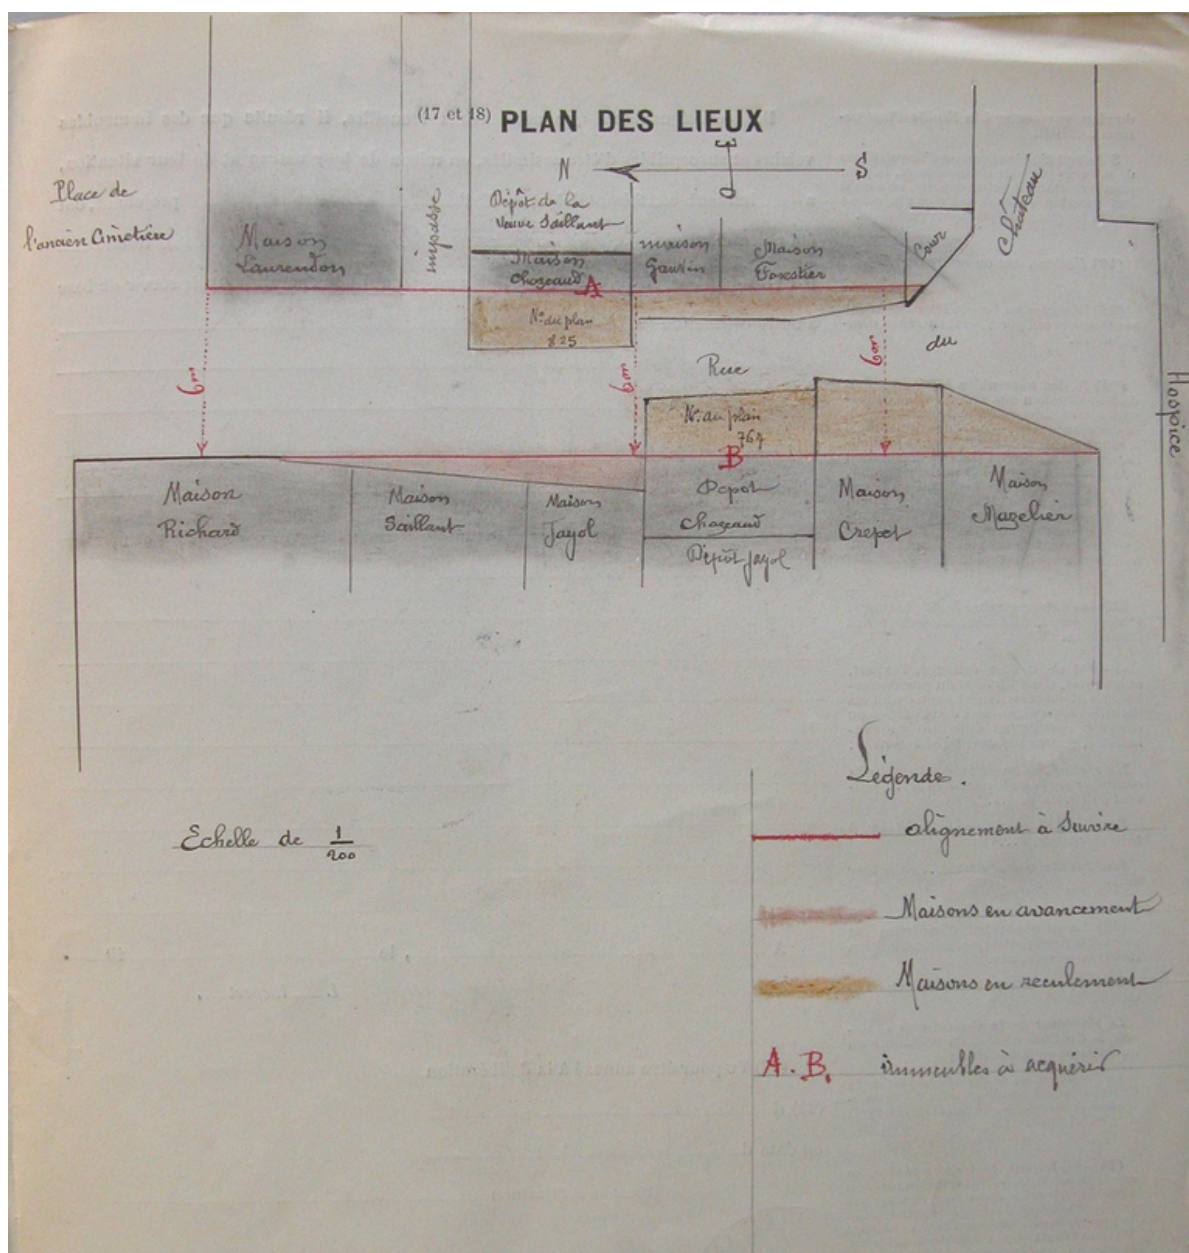 (17 et 18) PLAN DES LIEUX
N S
Place de
l'ancien Cimetière
Maison
Laurendon
impasse
Dépôt de la
Veuve Saillant
Maison
Chazeaud A
maison
Gautin
Maison
Forestier
Cour
Château
N° du plan
825
6m
6m
6m
Rue
du
Hospice
N° du plan
764
B
Maison
Richard
Maison
Saillant
Maison
Jayol
Dépôt
Chazeaud
Dépôt Jayol
Maison
Crepet
Maison
Mazelier
Echelle de 1/200
Légende.
alignement à suivre
Maisons en avancement
Maisons en reculement
A. B. immeubles à acquérir